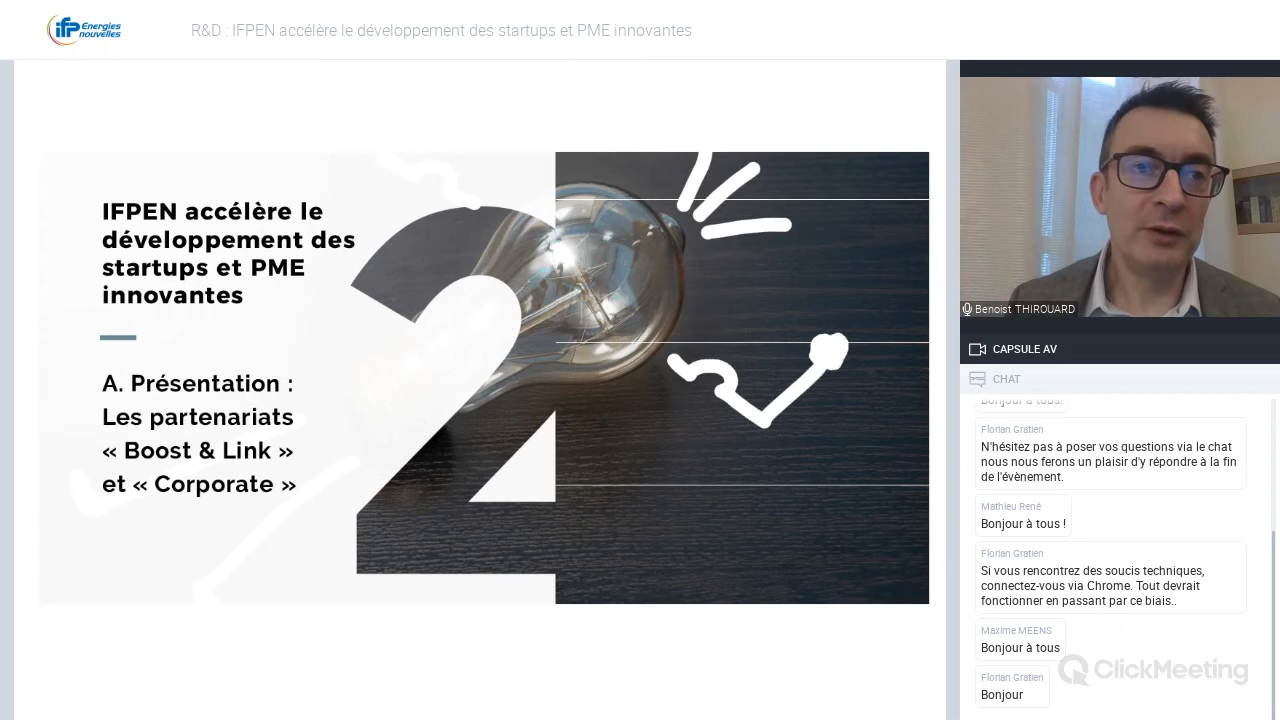 ifp Energies
nouvelles
R&D : IFPEN accélère le développement des startups et PME innovantes
IFPEN accélère le
développement des
startups et PME
innovantes
A. Présentation :
Les partenariats
« Boost & Link »
et « Corporate »
2
Benoist THIROUARD
CAPSULE AV
CHAT
Bonjour à tous!
Florian Gratien
N'hésitez pas à poser vos questions via le chat
nous nous ferons un plaisir d'y répondre à la fin
de l'évènement.
Mathieu René
Bonjour à tous !
Florian Gratien
Si vous rencontrez des soucis techniques,
connectez-vous via Chrome. Tout devrait
fonctionner en passant par ce biais..
Maxime MEENS
Bonjour à tous
Florian Gratien
Bonjour
ClickMeeting